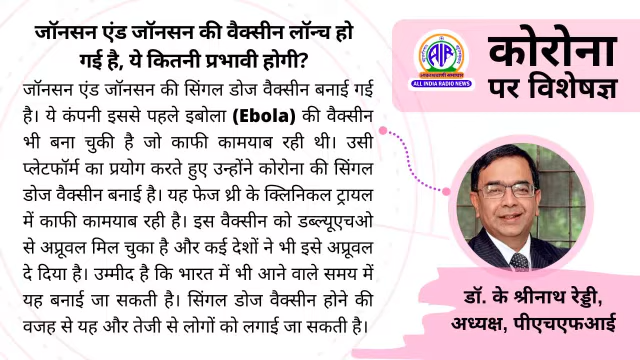 जॉनसन एंड जॉनसन की वैक्सीन लॉन्च हो
गई है, ये कितनी प्रभावी होगी?
जॉनसन एंड जॉनसन की सिंगल डोज वैक्सीन बनाई गई
है। ये कंपनी इससे पहले इबोला (Ebola) की वैक्सीन
भी बना चुकी है जो काफी कामयाब रही थी। उसी
प्लेटफॉर्म का प्रयोग करते हुए उन्होंने कोरोना की सिंगल
डोज वैक्सीन बनाई है। यह फेज थ्री के क्लिनिकल ट्रायल
में काफी कामयाब रही है। इस वैक्सीन को डब्ल्यूएचओ
से अप्रूवल मिल चुका है और कई देशों ने भी इसे अप्रूवल
दे दिया है। उम्मीद है कि भारत में भी आने वाले समय में
यह बनाई जा सकती है। सिंगल डोज वैक्सीन होने की
वजह से यह और तेजी से लोगों को लगाई जा सकती है।
AIR
ALL INDIA RADIO NEWS
कोरोना
पर विशेषज्ञ
डॉ. के श्रीनाथ रेड्डी,
अध्यक्ष, पीएचएफआई